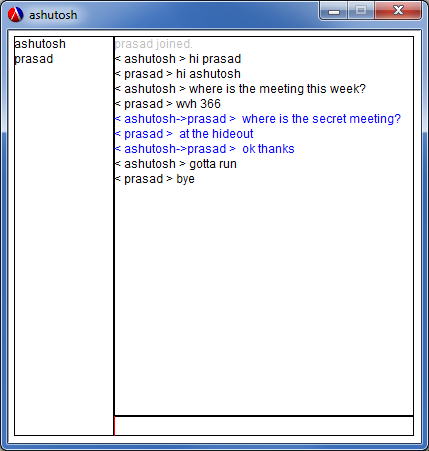 ashutosh
ashutosh
prasad
prasad joined.
< ashutosh > hi prasad
< prasad > hi ashutosh
< ashutosh > where is the meeting this week?
< prasad > wvh 366
< ashutosh->prasad >  where is the secret meeting?
< prasad >  at the hideout
< ashutosh->prasad >  ok thanks
< ashutosh > gotta run
< prasad > bye